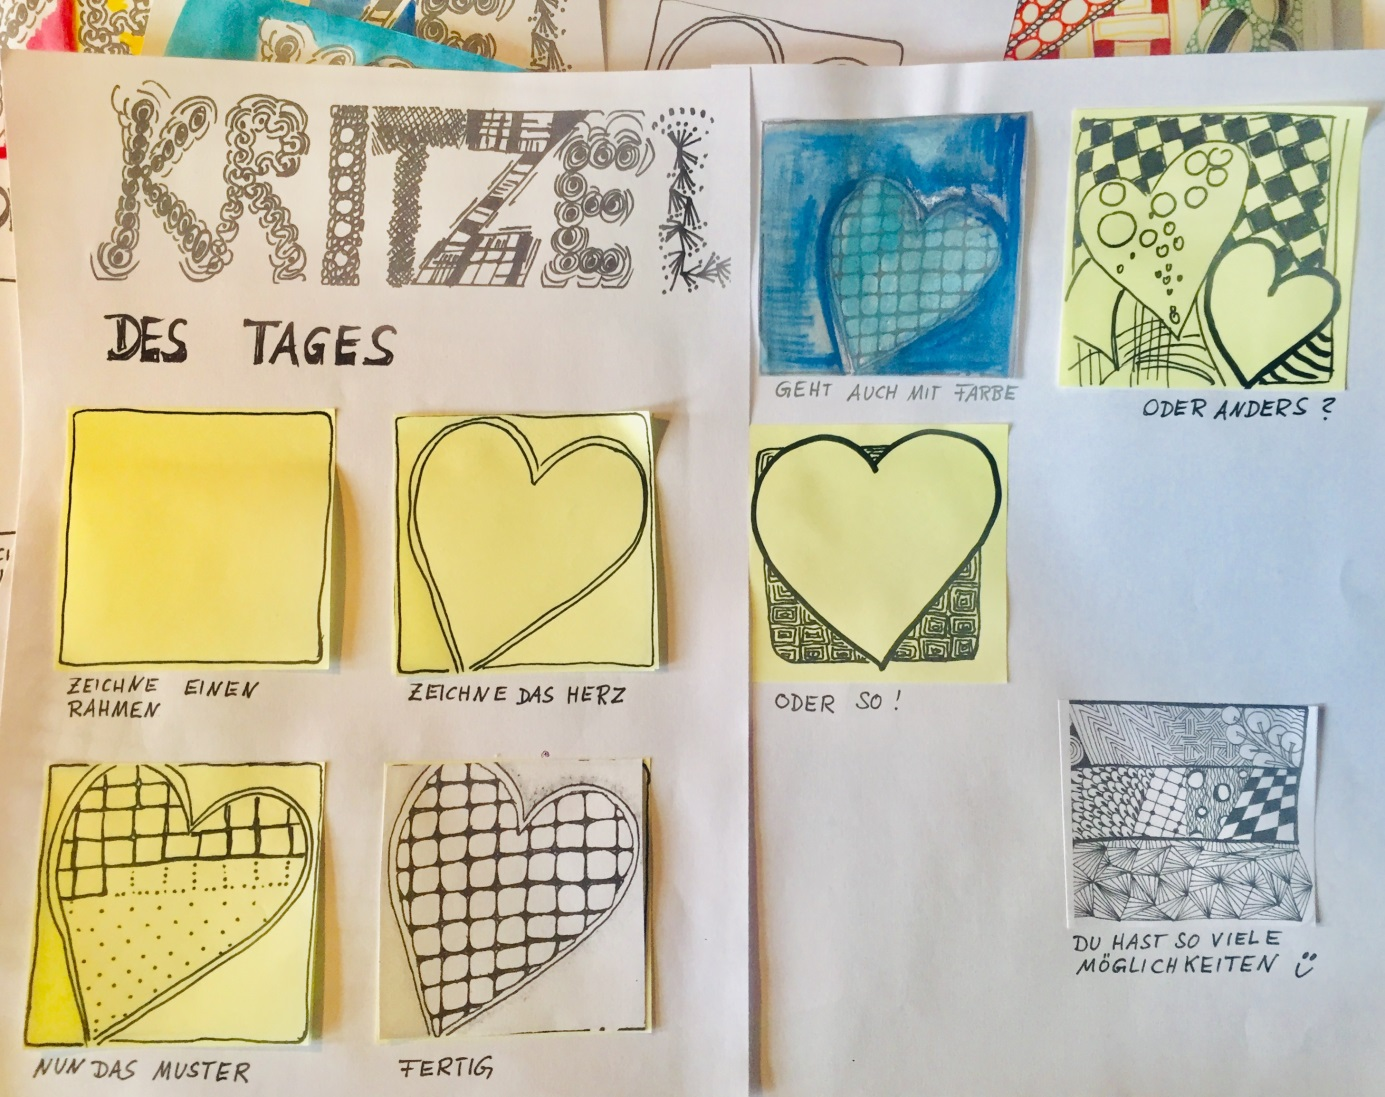 KRITZEL
DES TAGES
ZEICHNE EINEN
RAHMEN
ZEICHNE DAS HERZ
NUN DAS MUSTER
FERTIG
GEHT AUCH MIT FARBE
ODER ANDERS ?
ODER SO !
DU HAST SO VIELE
MÖGLICHKEITEN